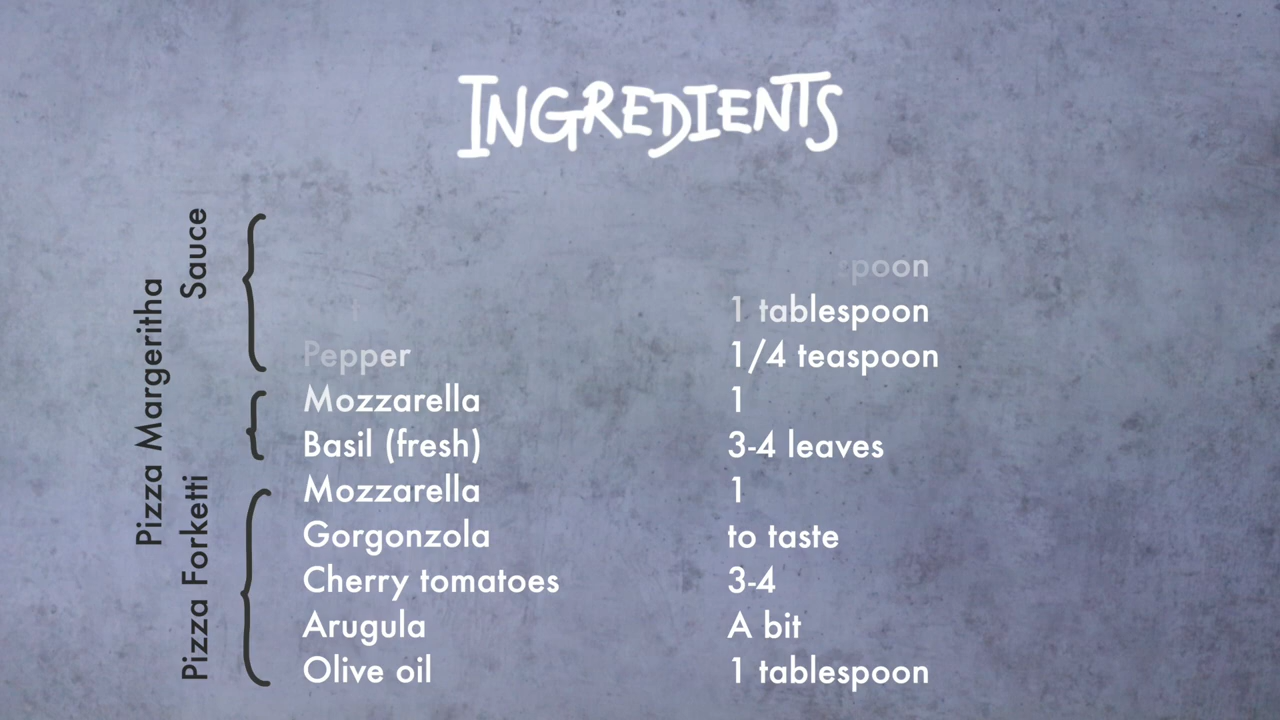 INGREDIENTS
Sauce
spoon
1 tablespoon
Pepper 1/4 teaspoon
Pizza Margeritha
Mozzarella 1
Basil (fresh) 3-4 leaves
Pizza Forketti
Mozzarella 1
Gorgonzola to taste
Cherry tomatoes 3-4
Arugula A bit
Olive oil 1 tablespoon